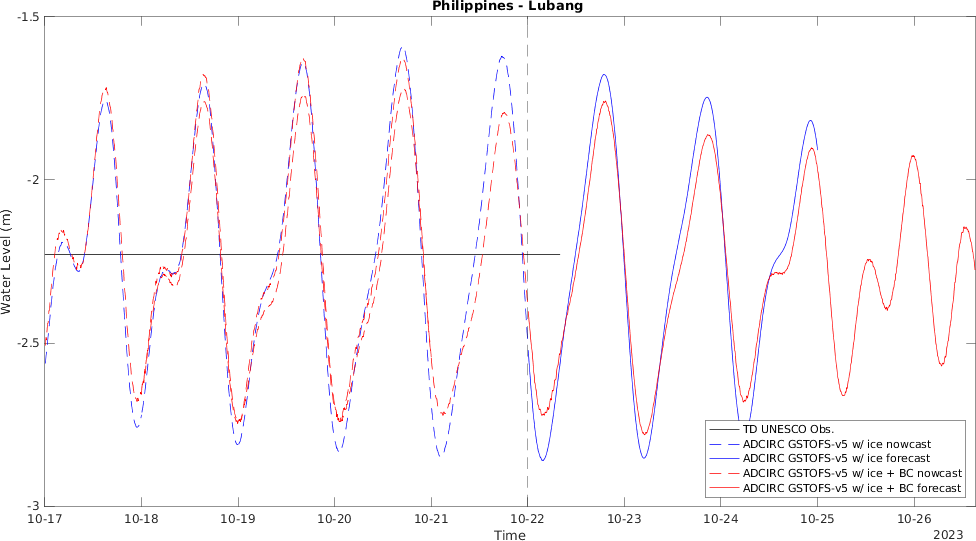 Philippines - Lubang
-1.5
-2
-2.5
-3
Water Level (m)
10-17 10-18 10-19 10-20 10-21 10-22 10-23 10-24 10-25 10-26
Time
2023
TD UNESCO Obs.
ADCIRC GSTOFS-v5 w/ ice nowcast
ADCIRC GSTOFS-v5 w/ ice forecast
ADCIRC GSTOFS-v5 w/ ice + BC nowcast
ADCIRC GSTOFS-v5 w/ ice + BC forecast